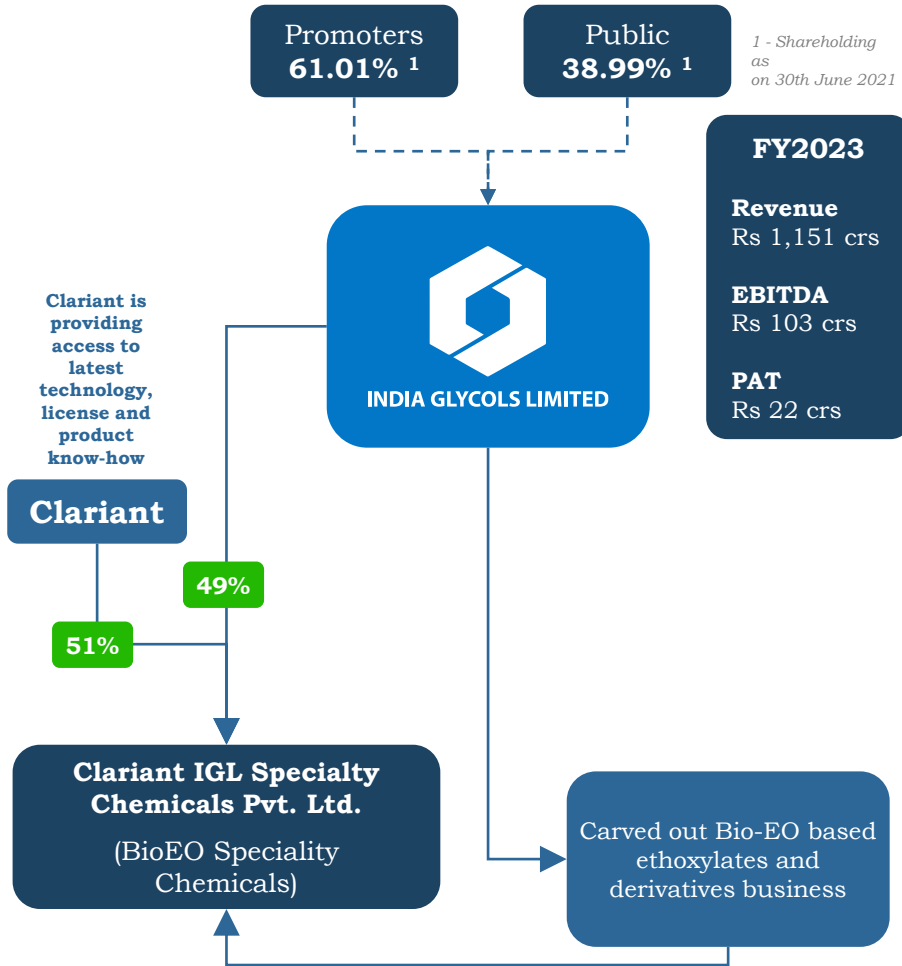 Promoters
61.01% 1
Public
38.99% 1
1 - Shareholding
as
on 30th June 2021
FY2023
Revenue
Rs 1,151 crs
EBITDA
Rs 103 crs
PAT
Rs 22 crs
INDIA GLYCOLS LIMITED
Clariant is
providing
access to
latest
technology,
license and
product
know-how
Clariant
49%
51%
Clariant IGL Specialty
Chemicals Pvt. Ltd.
(BioEO Speciality
Chemicals)
Carved out Bio-EO based
ethoxylates and
derivatives business